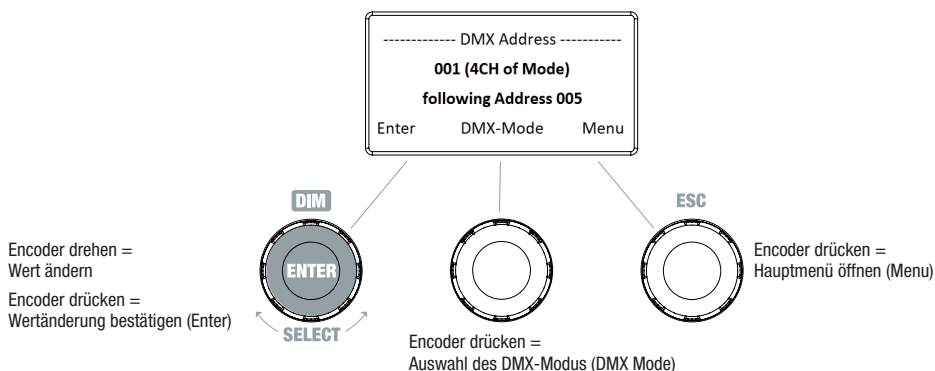 ------------- DMX Address -----------
001 (4CH of Mode)
following Address 005
Enter DMX-Mode Menu
DIM
ESC
Encoder drehen =
Wert ändern
Encoder drücken =
Wertänderung bestätigen (Enter)
ENTER
SELECT
Encoder drücken =
Hauptmenü öffnen (Menu)
Encoder drücken =
Auswahl des DMX-Modus (DMX Mode)